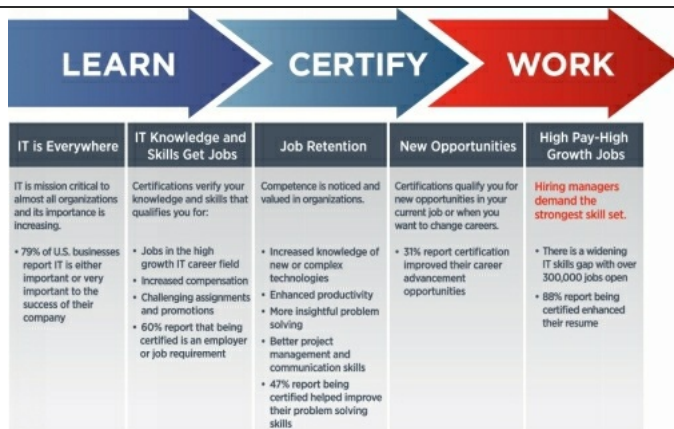 LEARN
CERTIFY
WORK
IT is Everywhere
IT is mission critical to
almost all organizations
and its importance is
increasing.
• 79% of U.S. businesses
report IT is either
important or very
important to the
success of their
company
IT Knowledge and
Skills Get Jobs
Certifications verify your
knowledge and skills that
qualifies you for:
• Jobs in the high
growth IT career field
• Increased compensation
• Challenging assignments
and promotions
• 60% report that being
certified is an employer
or job requirement
Job Retention
Competence is noticed and
valued in organizations.
• Increased knowledge of
new or complex
technologies
• Enhanced productivity
• More insightful problem
solving
• Better project
management and
communication skills
• 47% report being
certified helped improve
their problem solving
skills
New Opportunities
Certifications qualify you for
new opportunities in your
current job or when you
want to change careers.
• 31% report certification
improved their career
advancement
opportunities
High Pay-High
Growth Jobs
Hiring managers
demand the
strongest skill set.
• There is a widening
IT skills gap with over
300,000 jobs open
• 88% report being
certified enhanced
their resume